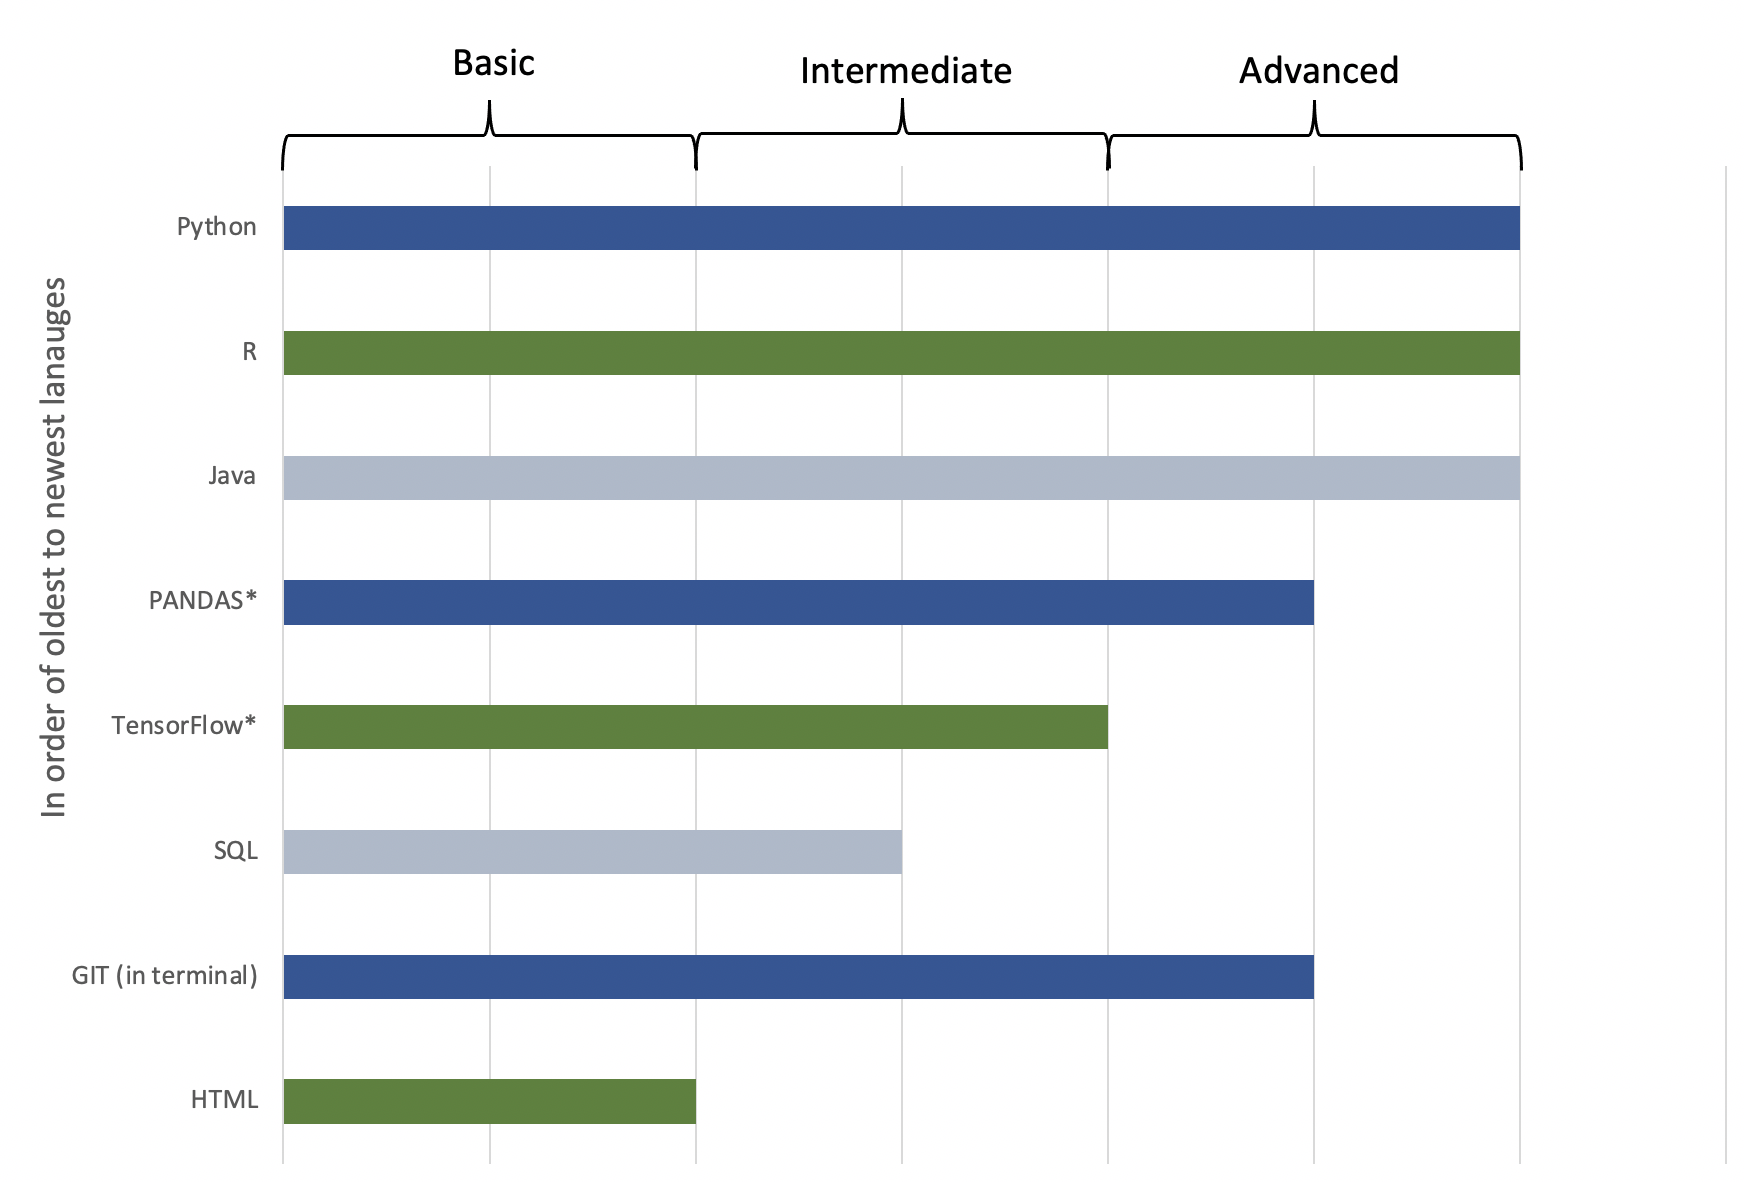 Basic
Intermediate
Advanced
In order of oldest to newest lanauges
Python
R
Java
PANDAS*
TensorFlow*
SQL
GIT (in terminal)
HTML